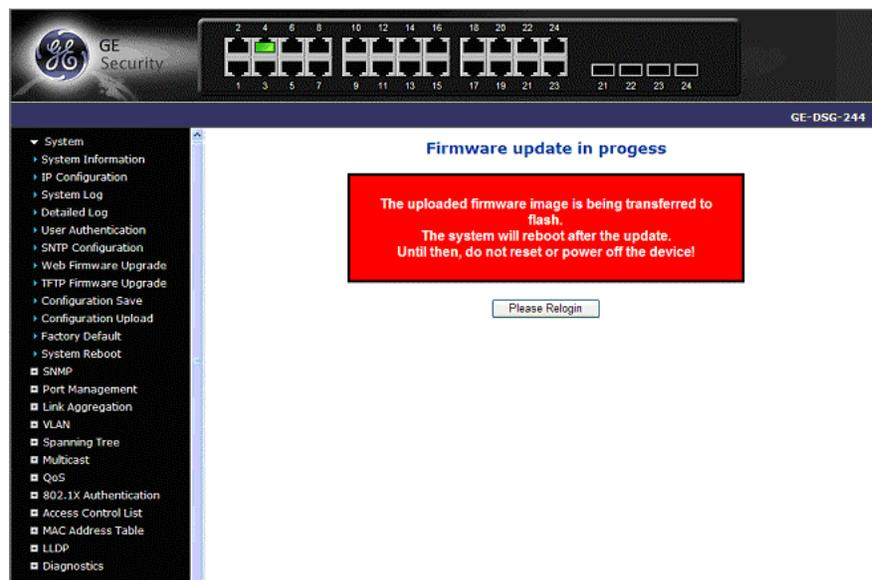 GE
Security
2 4 6 8 10 12 14 16 18 20 22 24
1 3 5 7 9 11 13 15 17 19 21 23 21 22 23 24
GE-DSG-244
System
System Information
IP Configuration
System Log
Detailed Log
User Authentication
SNTP Configuration
Web Firmware Upgrade
TFTP Firmware Upgrade
Configuration Save
Configuration Upload
Factory Default
System Reboot
SNMP
Port Management
Link Aggregation
VLAN
Spanning Tree
Multicast
QoS
802.1X Authentication
Access Control List
MAC Address Table
LLDP
Diagnostics
Firmware update in progess
The uploaded firmware image is being transferred to
flash.
The system will reboot after the update.
Until then, do not reset or power off the device!
Please Relogin